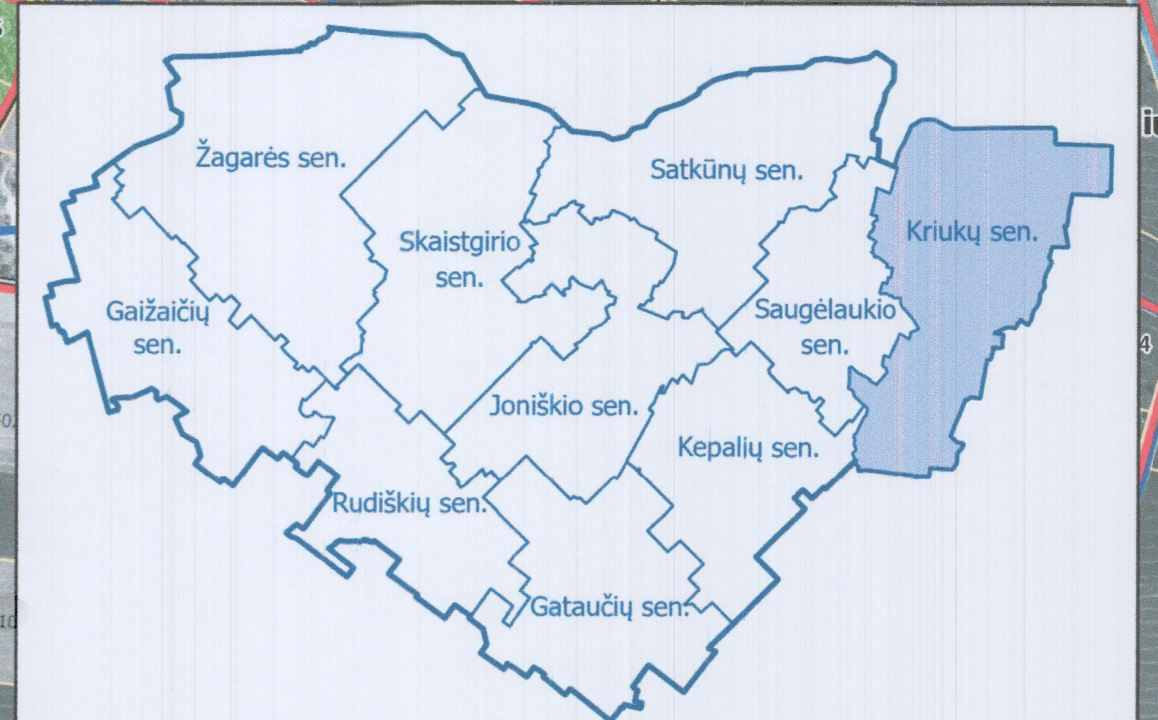 Žagarės sen.
Satkūnų sen.
Kriukų sen.
Skaistgirio
sen.
Gaižaičių
sen.
Saugėlaukio
sen.
Joniškio sen.
Kepalių sen.
Rudiškių sen.
Gataučių sen.